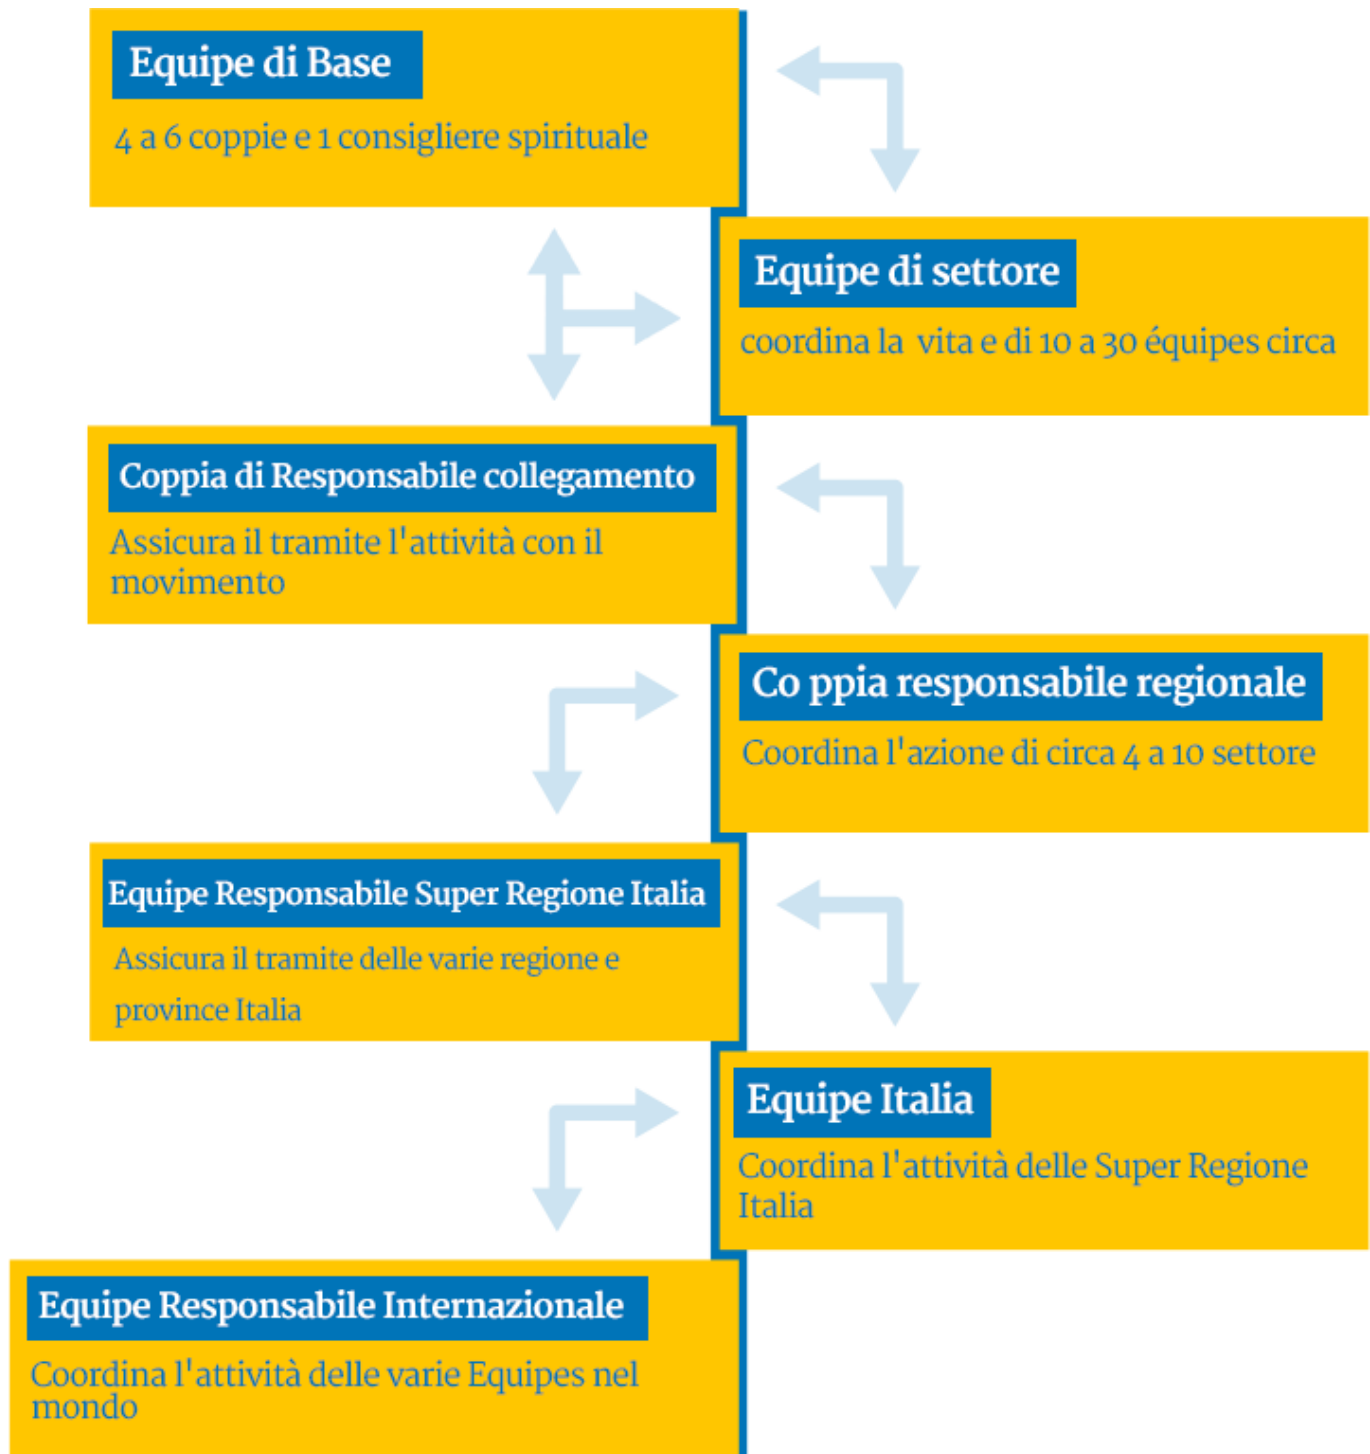 Equipe di Base
4 a 6 coppie e 1 consigliere spirituale
Equipe di settore
coordina la vita e di 10 a 30 équipes circa
Coppia di Responsabile collegamento
Assicura il tramite l'attività con il
movimento
Co ppia responsabile regionale
Coordina l'azione di circa 4 a 10 settore
Equipe Responsabile Super Regione Italia
Assicura il tramite delle varie regione e
province Italia
Equipe Italia
Coordina l'attività delle Super Regione
Italia
Equipe Responsabile Internazionale
Coordina l'attività delle varie Equipes nel
mondo